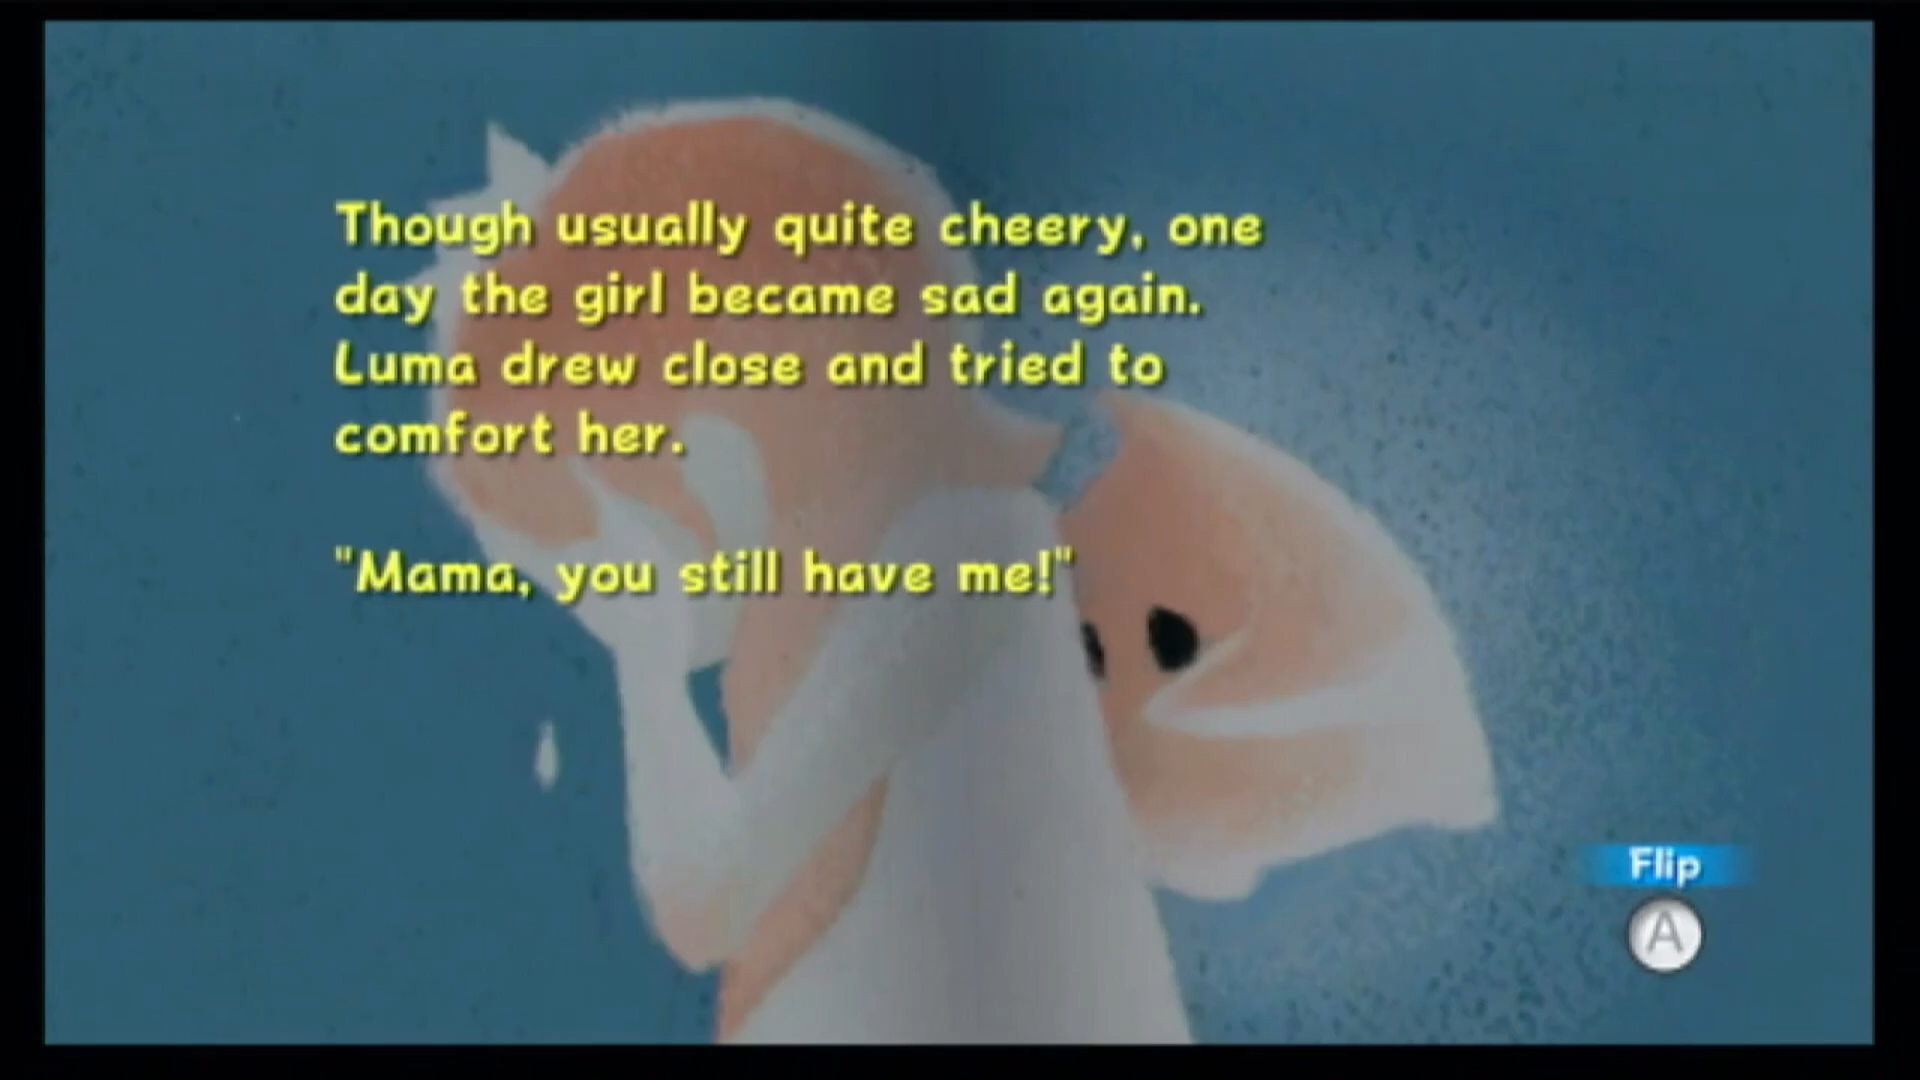 Though usually quite cheery, one
day the girl became sad again.
Luma drew close and tried to
comfort her.
"Mama, you still have me!"
Flip
A